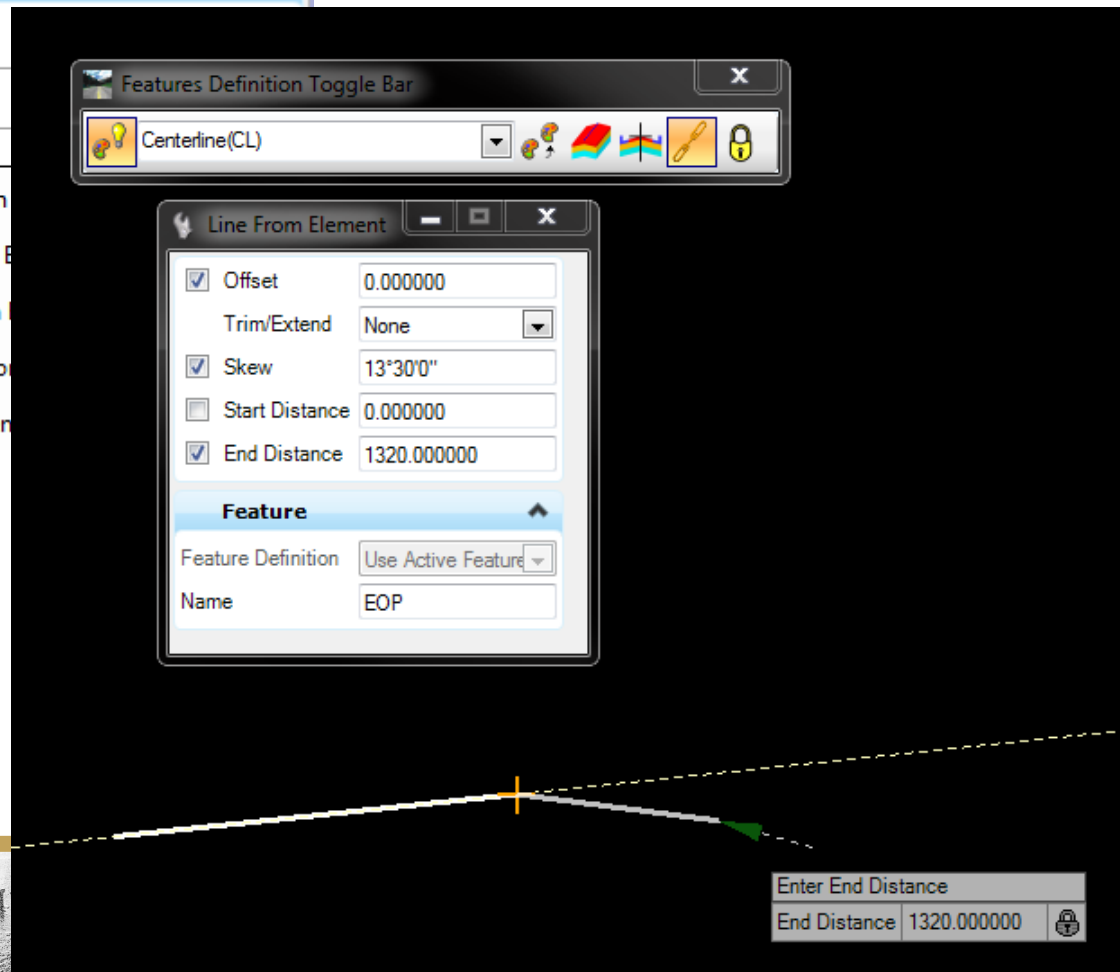 Features Definition Toggle Bar
Centerline(CL)
Line From Element
Offset 0.000000
Trim/Extend None
Skew 13°30'0"
Start Distance 0.000000
End Distance 1320.000000
Feature
Feature Definition Use Active Feature
Name EOP
Enter End Distance
End Distance 1320.000000